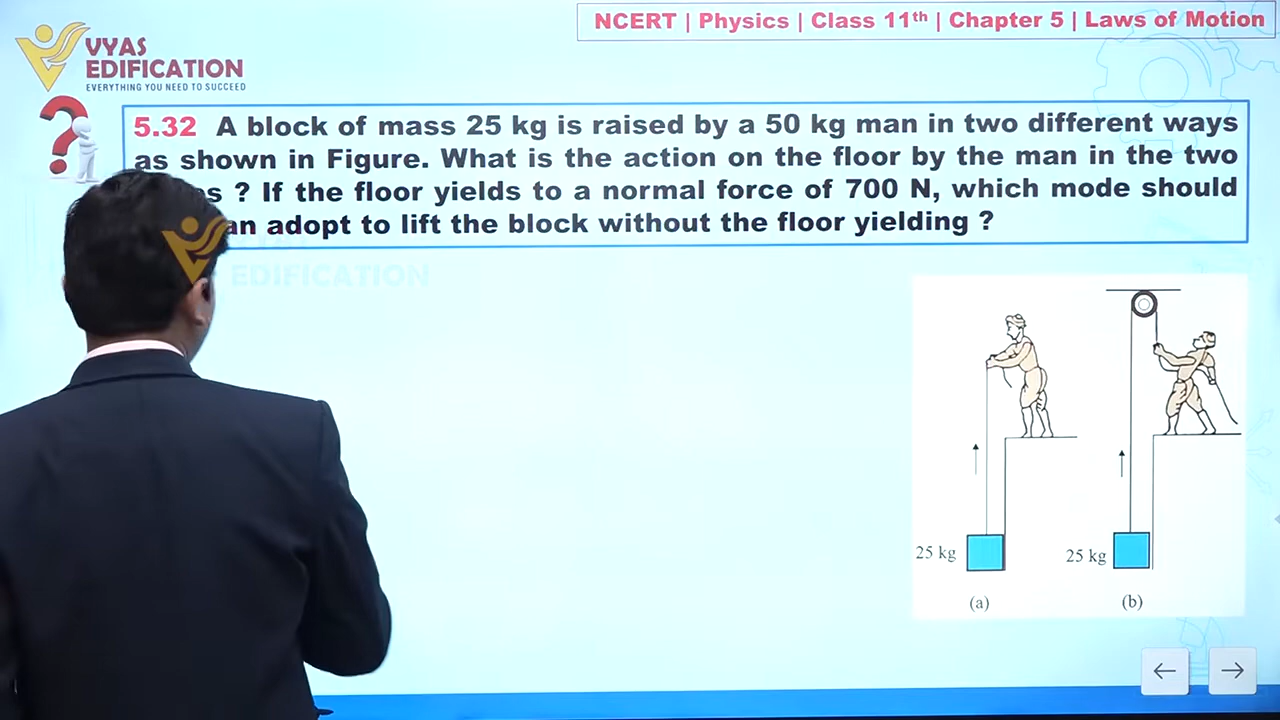 NCERT | Physics | Class 11th | Chapter 5 | Laws of Motion
VYAS
EDIFICATION
EVERYTHING YOU NEED TO SUCCEED
?
5.32 A block of mass 25 kg is raised by a 50 kg man in two different ways
as shown in Figure. What is the action on the floor by the man in the two
s ? If the floor yields to a normal force of 700 N, which mode should
an adopt to lift the block without the floor yielding ?
EDIFICATION
25 kg
25 kg
(a)
(b)